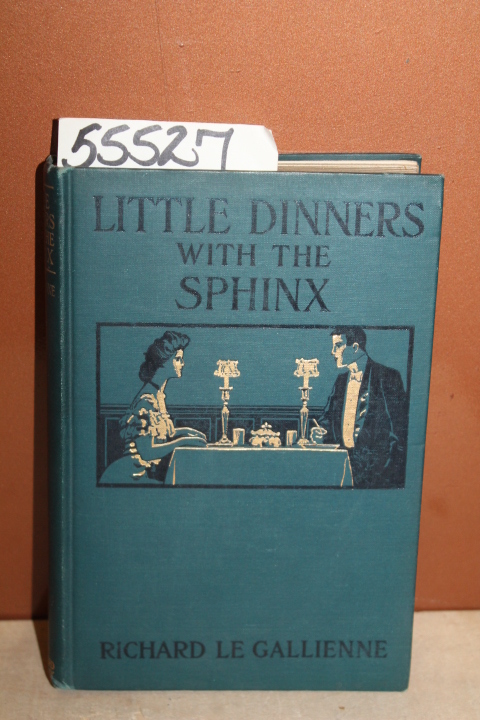 55527
LITTLE DINNERS
WITH THE
SPHINX
RICHARD LE GALLIENNE